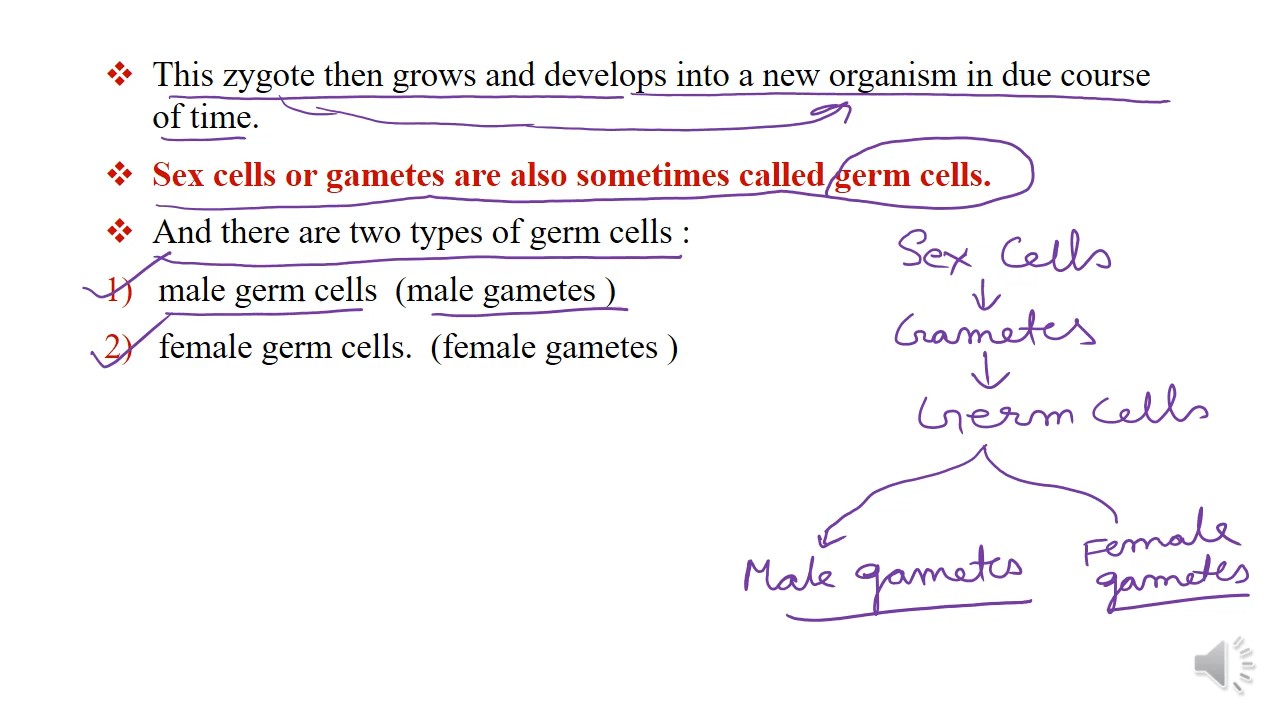 ❖ This zygote then grows and develops into a new organism in due course
of time.
❖ Sex cells or gametes are also sometimes called germ cells.
❖ And there are two types of germ cells :
1) male germ cells (male gametes )
2) female germ cells. (female gametes )
Sex Cells
Gametes
Germ Cells
Male gametes
Female
gametes